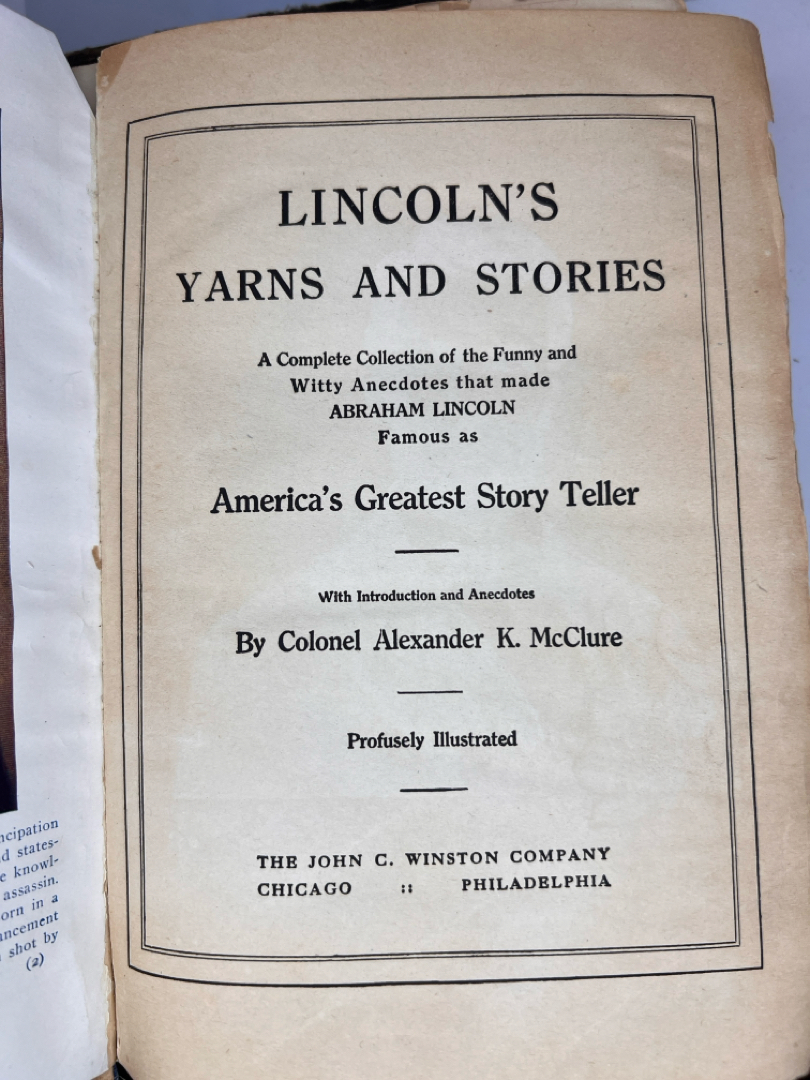 LINCOLN'S
YARNS AND STORIES
A Complete Collection of the Funny and
Witty Anecdotes that made
ABRAHAM LINCOLN
Famous as
America's Greatest Story Teller
With Introduction and Anecdotes
By Colonel Alexander K. McClure
Profusely Illustrated
THE JOHN C. WINSTON COMPANY
CHICAGO :: PHILADELPHIA
ncipation
d states-
e knowl-
assassin.
orn in a
ncement
shot by
(2)